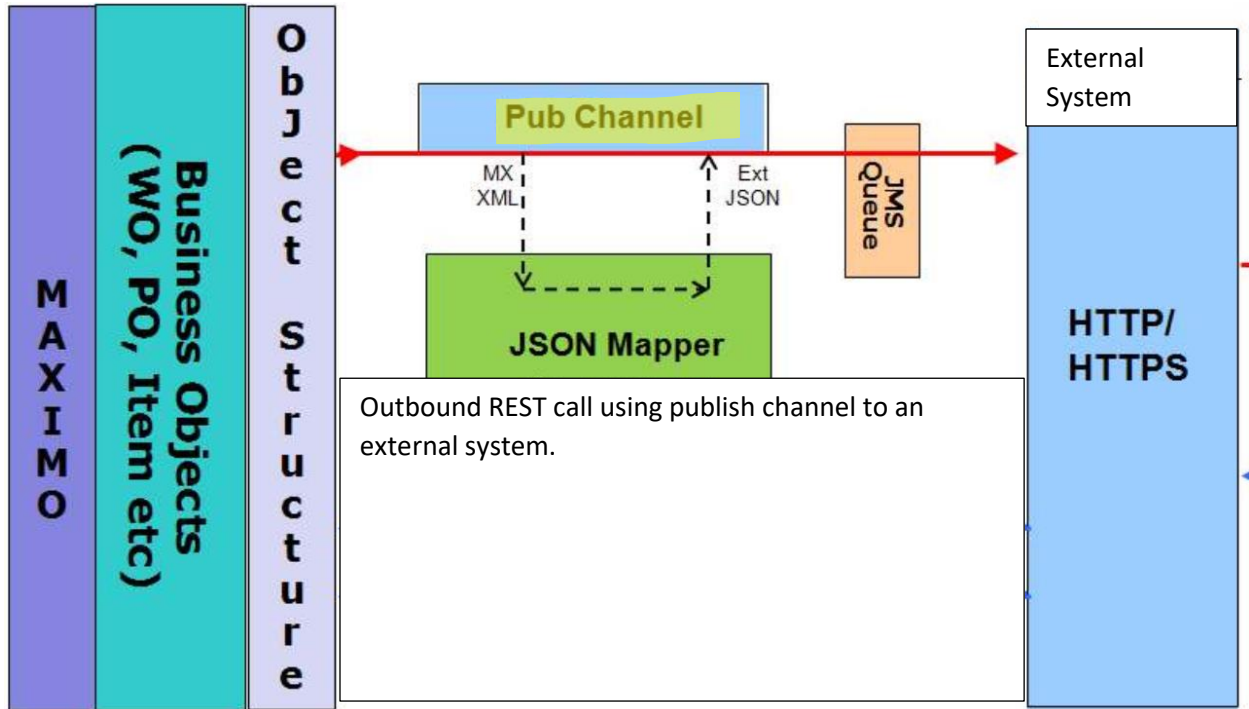 MAXIMO
Business Objects
(WO, PO, Item etc)
ObJect Structure
Pub Channel
MX
XML
Ext
JSON
JSON Mapper
JMS
Queue
Outbound REST call using publish channel to an
external system.
External
System
HTTP/
HTTPS